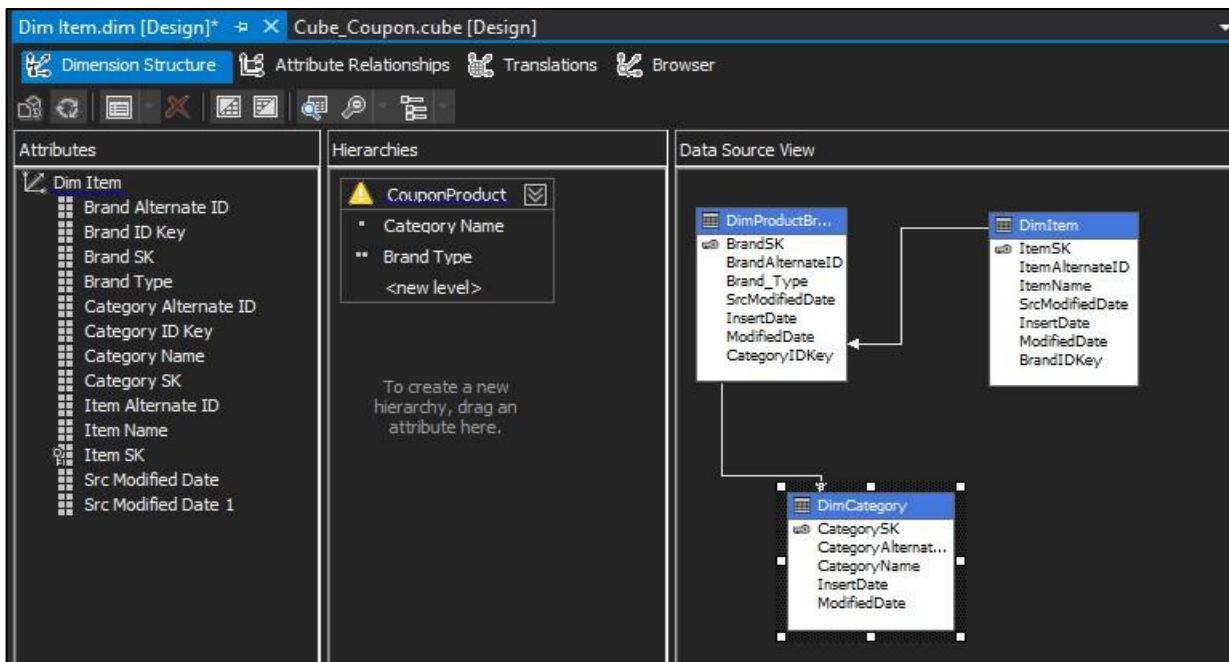 Dim Item.dim [Design]* Cube_Coupon.cube [Design]
Dimension Structure Attribute Relationships Translations Browser
Attributes
Dim Item
Brand Alternate ID
Brand ID Key
Brand SK
Brand Type
Category Alternate ID
Category ID Key
Category Name
Category SK
Item Alternate ID
Item Name
Item SK
Src Modified Date
Src Modified Date 1
Hierarchies
CouponProduct
Category Name
Brand Type
<new level>
To create a new
hierarchy, drag an
attribute here.
Data Source View
DimProductBr...
BrandSK
BrandAlternateID
Brand_Type
SrcModifiedDate
InsertDate
ModifiedDate
CategoryIDKey
DimItem
ItemSK
ItemAlternateID
ItemName
SrcModifiedDate
InsertDate
ModifiedDate
BrandIDKey
DimCategory
CategorySK
CategoryAlternat...
CategoryName
InsertDate
ModifiedDate